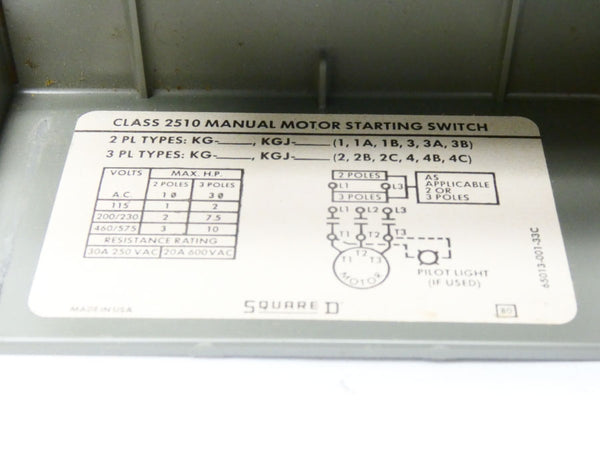 CLASS 2510 MANUAL MOTOR STARTING SWITCH
2 PL TYPES: KG-____, KGJ-____ (1, 1A, 1B, 3, 3A, 3B)
3 PL TYPES: KG-____, KGJ-____ (2, 2B, 2C, 4, 4B, 4C)
VOLTS MAX. H.P.
A.C. 2 POLES 3 POLES
1Ø 3Ø
115 1 2
200/230 2 7.5
460/575 3 10
RESISTANCE RATING
30A 250 VAC 20A 600 VAC
2 POLES
L1 L3
3 POLES
AS
APPLICABLE
2 OR
3 POLES
L1 L2 L3
T1 T2 T3
T1 T2 T3
MOTOR
PILOT LIGHT
(IF USED)
65013-001-33C
MADE IN USA
SQUARE D
80